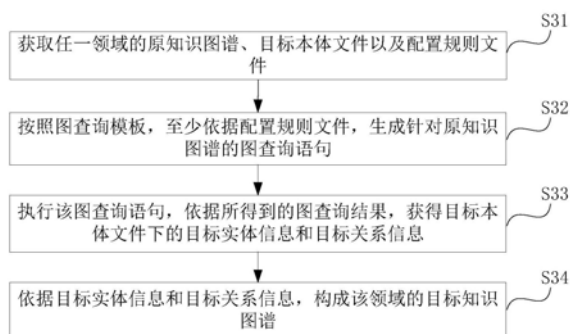 S31
获取任一领域的原知识图谱、目标本体文件以及配置规则文
件
S32
按照图查询模板，至少依据配置规则文件，生成针对原知识
图谱的图查询语句
S33
执行该图查询语句，依据所得到的图查询结果，获得目标本
体文件下的目标实体信息和目标关系信息
S34
依据目标实体信息和目标关系信息，构成该领域的目标知识
图谱